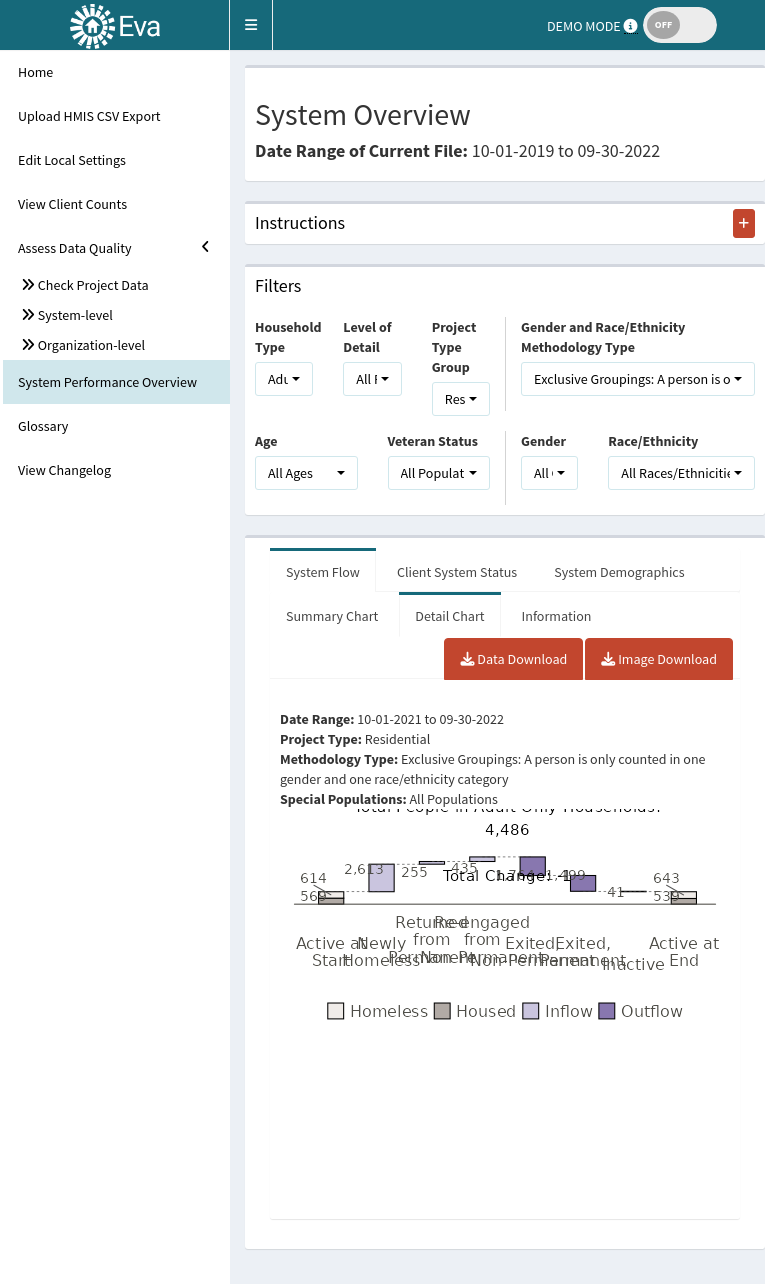 Eva
DEMO MODE
OFF
Home
Upload HMIS CSV Export
Edit Local Settings
View Client Counts
Assess Data Quality
Check Project Data
System-level
Organization-level
System Performance Overview
Glossary
View Changelog
System Overview
Date Range of Current File: 10-01-2019 to 09-30-2022
Instructions
+
Filters
Household Type
Level of Detail
Project Type Group
Gender and Race/Ethnicity Methodology Type
Adu
All
Res
Exclusive Groupings: A person is o
Age
Veteran Status
Gender
Race/Ethnicity
All Ages
All Populat
All
All Races/Ethnicitie
System Flow
Client System Status
System Demographics
Summary Chart
Detail Chart
Information
Data Download
Image Download
Date Range: 10-01-2021 to 09-30-2022
Project Type: Residential
Methodology Type: Exclusive Groupings: A person is only counted in one
gender and one race/ethnicity category
Special Populations: All Populations
Total People in Adult Only Households:
4,486
614
569
2,613
255
435
Total Change: -1
41
643
539
Active at
Start
Newly
Homeless
Returned
from
Permanent
Re-engaged
from
Non-Permanent
Exited,
Non-Permanent
Exited,
Permanent
Inactive
Active at
End
Homeless
Housed
Inflow
Outflow